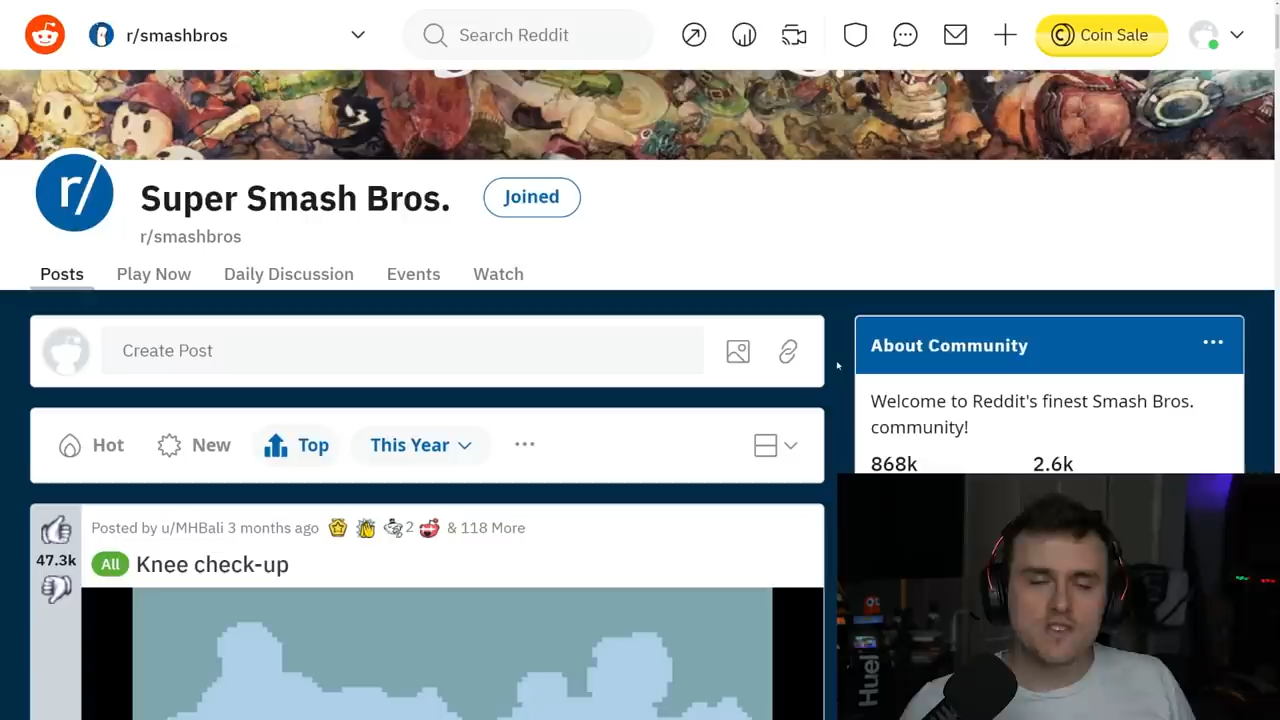 r/smashbros
Search Reddit
Coin Sale
r/
Super Smash Bros.
Joined
r/smashbros
Posts
Play Now
Daily Discussion
Events
Watch
Create Post
About Community
Welcome to Reddit's finest Smash Bros.
community!
868k
2.6k
Hot
New
Top
This Year
Posted by u/MHBali 3 months ago
2
& 118 More
47.3k
All
Knee check-up
Huel